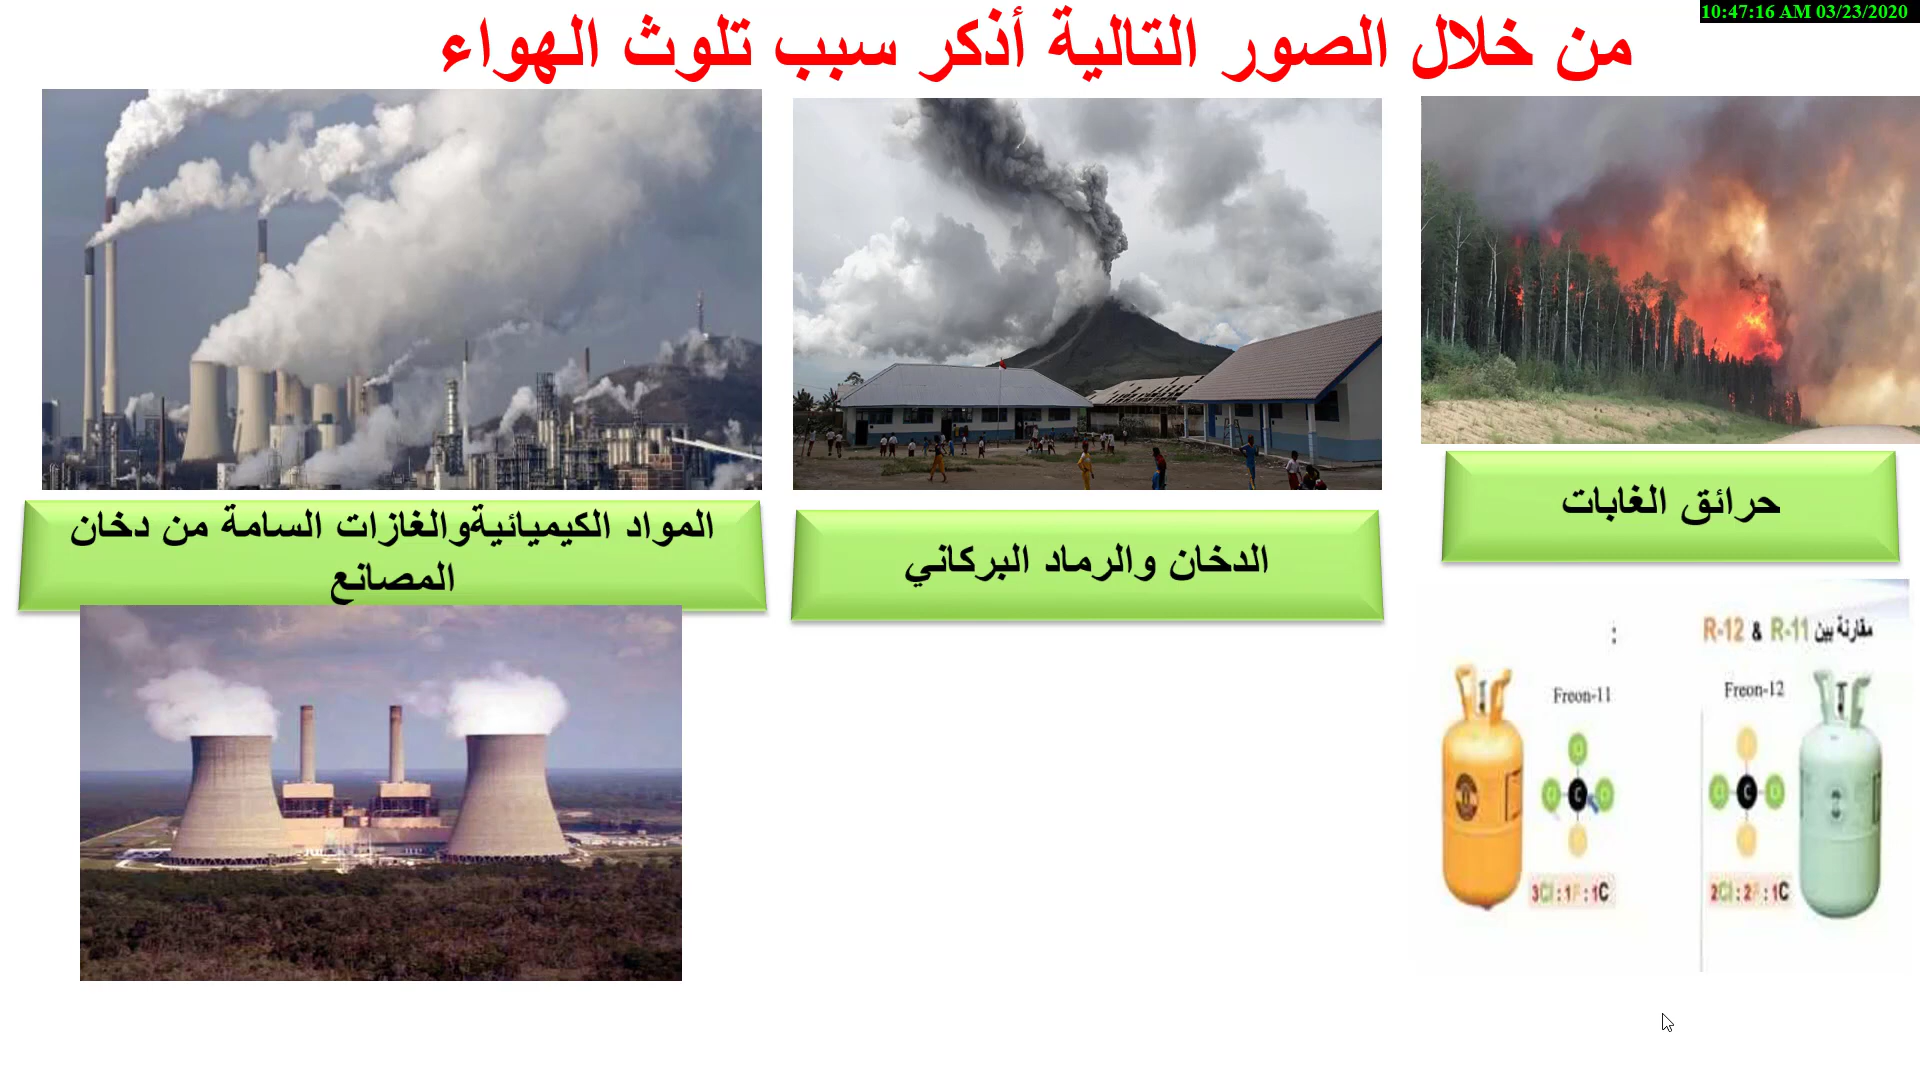 10:47:16 AM 03/23/2020
من خلال الصور التالية أذكر سبب تلوث الهواء
حرائق الغابات
الدخان والرماد البركاني
المواد الكيميائيةوالغازات السامة من دخان
المصانع
مقارنة بين R-11 & R-12 :
Freon-12
Freon-11
C
C
2Cl : 2F : 1C
3Cl : 1F : 1C